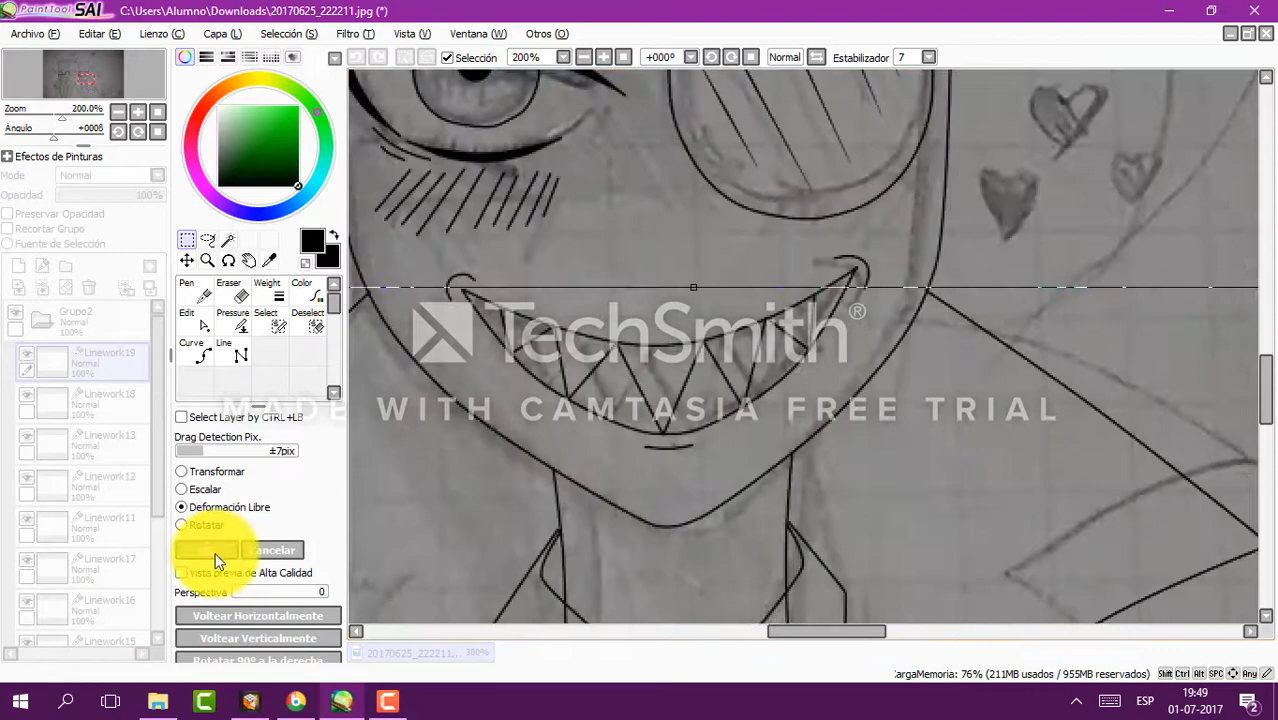 PaintTool SAI C:\Users\Alumno\Downloads\20170625_222211.jpg (*)
Archivo (F) Editar (E) Lienzo (C) Capa (L) Selección (S) Filtro (T) Vista (V) Ventana (W) Otros (O)
Selección 200% +000º Normal Estabilizador 7
Zoom 200.0%
Ángulo +000º
Efectos de Pinturas
Mode Normal
Opacidad 100%
Preservar Opacidad
Recortar Grupo
Fuente de Selección
Grupo2
Normal
100%
Linework19
Normal
100%
Linework18
Normal
100%
Linework13
Normal
100%
Linework12
Normal
100%
Linework11
Normal
100%
Linework17
Normal
100%
Linework16
Normal
100%
Linework15
Normal
Pen Eraser Weight Color
Edit Pressure Select Deselect
Curve Line
Select Layer by CTRL+LB
Drag Detection Pix.
±7pix
Transformar
Escalar
Deformación Libre
Rotatar
Cancelar
Vista previa de Alta Calidad
Perspectiva 0
Voltear Horizontalmente
Voltear Verticalmente
Rotatar 90º a la derecha
TechSmith®
MADE WITH CAMTASIA FREE TRIAL
20170625_222211.... 300%
CargaMemoria: 76% (211MB usados / 955MB reservados) Shift Ctrl Alt SPC Any
ESP 19:49
01-07-2017
2